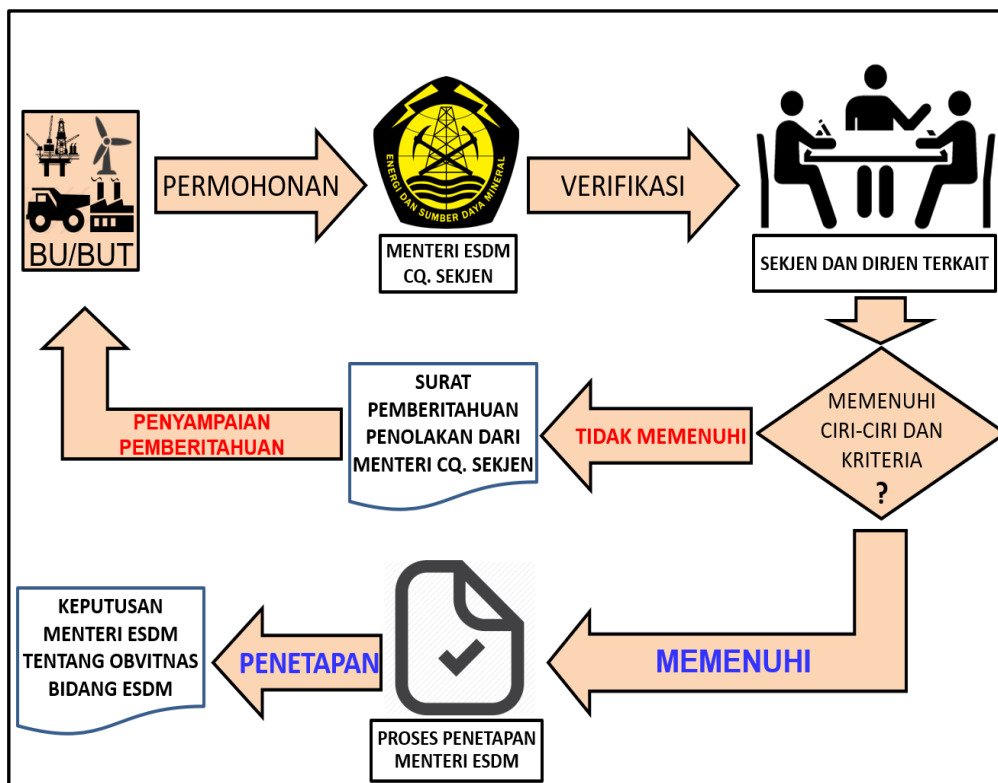 BU/BUT
PERMOHONAN
ENERGI DAN SUMBER DAYA MINERAL
MENTERI ESDM
CQ. SEKJEN
VERIFIKASI
SEKJEN DAN DIRJEN TERKAIT
MEMENUHI
CIRI-CIRI DAN
KRITERIA
?
TIDAK MEMENUHI
SURAT
PEMBERITAHUAN
PENOLAKAN DARI
MENTERI CQ. SEKJEN
PENYAMPAIAN
PEMBERITAHUAN
MEMENUHI
PROSES PENETAPAN
MENTERI ESDM
PENETAPAN
KEPUTUSAN
MENTERI ESDM
TENTANG OBVITNAS
BIDANG ESDM